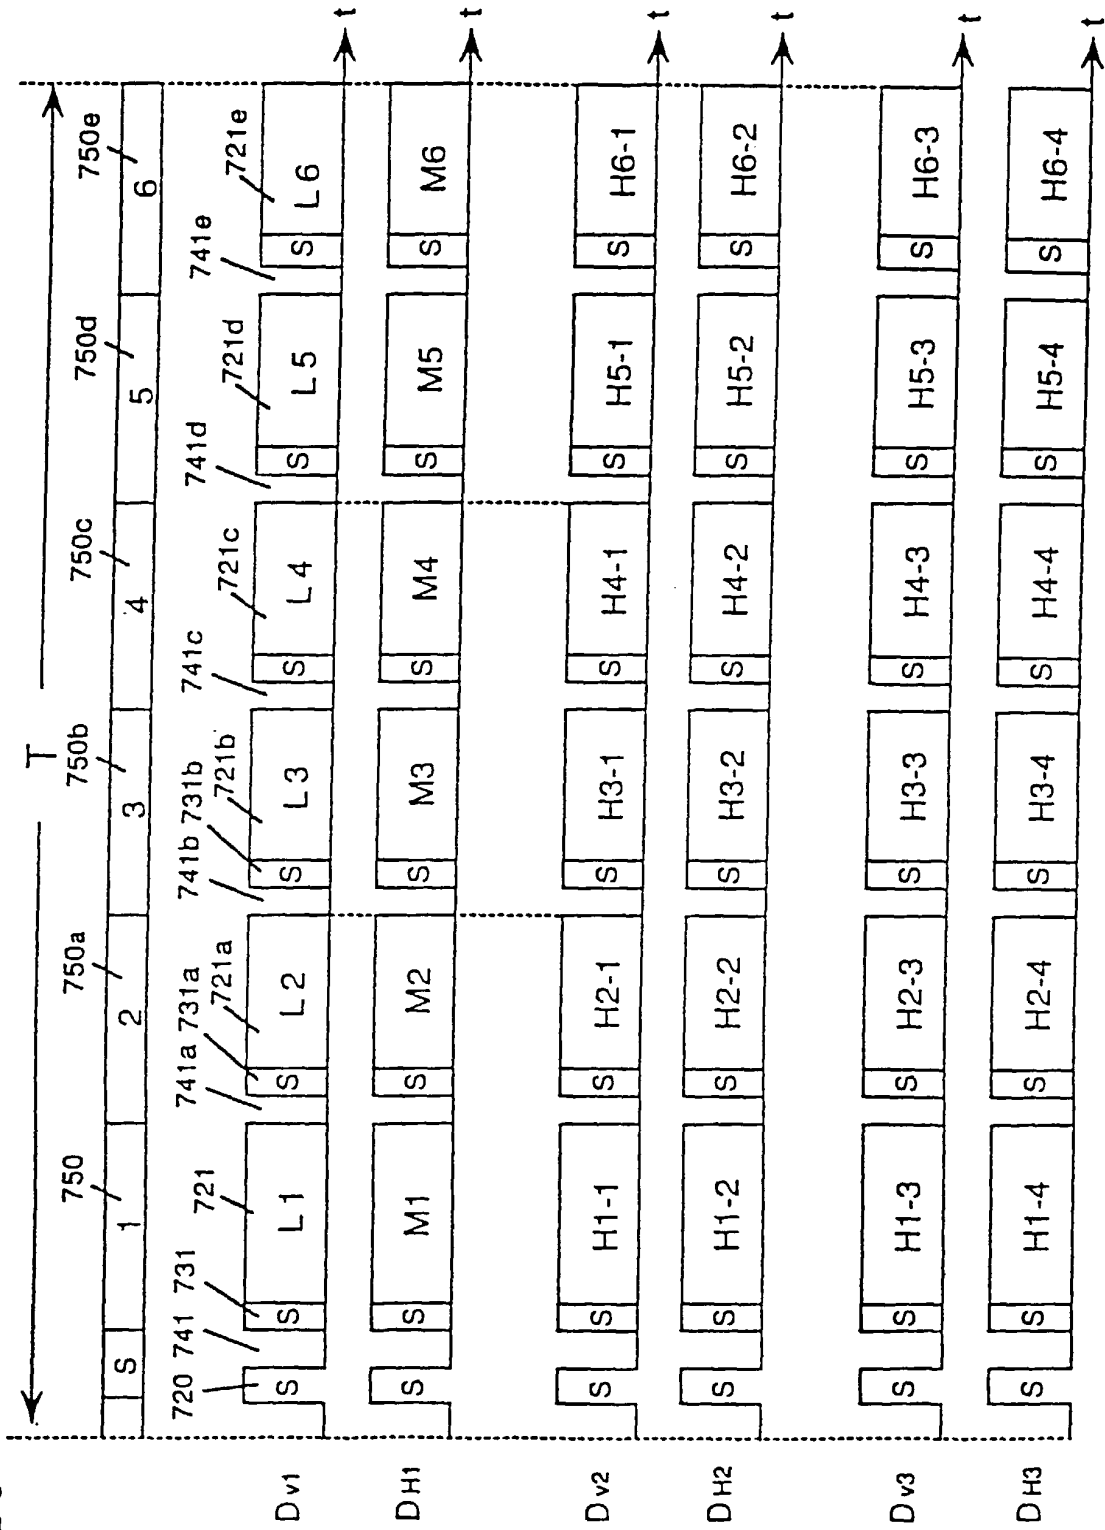 T
750 750a 750b 750c 750d 750e
S 1 2 3 4 5 6
720 741 731 721 741a 731a 721a 741b 731b 721b 741c 721c 741d 721d 741e 721e
Dv1 S S L1 S L2 S L3 S L4 S L5 S L6 t
DH1 S S M1 S M2 S M3 S M4 S M5 S M6 t
Dv2 S S H1-1 S H2-1 S H3-1 S H4-1 S H5-1 S H6-1 t
DH2 S S H1-2 S H2-2 S H3-2 S H4-2 S H5-2 S H6-2 t
Dv3 S S H1-3 S H2-3 S H3-3 S H4-3 S H5-3 S H6-3 t
DH3 S S H1-4 S H2-4 S H3-4 S H4-4 S H5-4 S H6-4 t